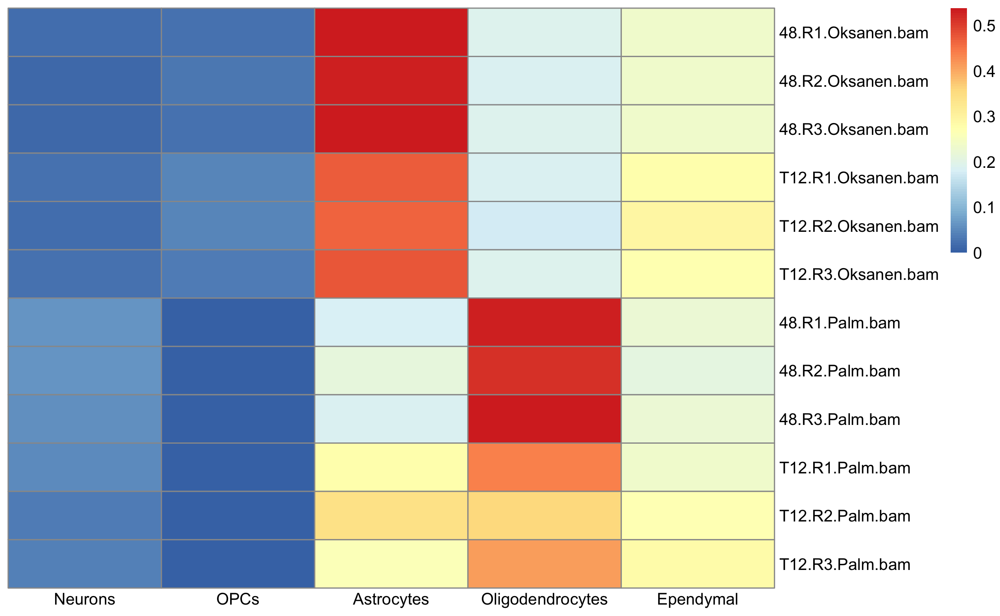 48.R1.Oksanen.bam
48.R2.Oksanen.bam
48.R3.Oksanen.bam
T12.R1.Oksanen.bam
T12.R2.Oksanen.bam
T12.R3.Oksanen.bam
48.R1.Palm.bam
48.R2.Palm.bam
48.R3.Palm.bam
T12.R1.Palm.bam
T12.R2.Palm.bam
T12.R3.Palm.bam
0.5
0.4
0.3
0.2
0.1
0
Neurons OPCs Astrocytes Oligodendrocytes Ependymal